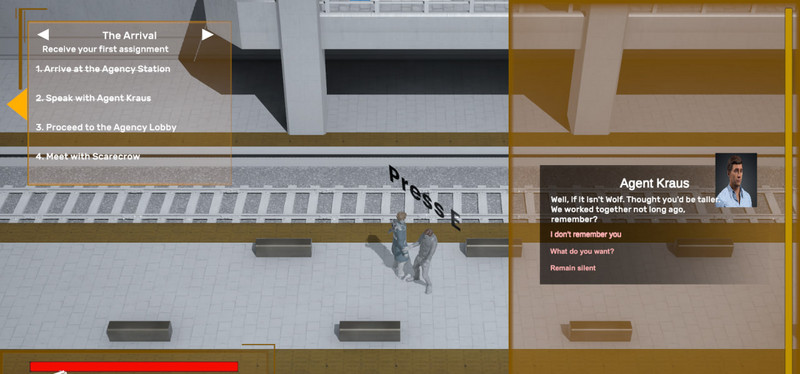 The Arrival
Receive your first assignment
1. Arrive at the Agency Station
2. Speak with Agent Kraus
3. Proceed to the Agency Lobby
4. Meet with Scarecrow
Press E
Agent Kraus
Well, if it isn't Wolf. Thought you'd be taller.
We worked together not long ago,
remember?
I don't remember you
What do you want?
Remain silent